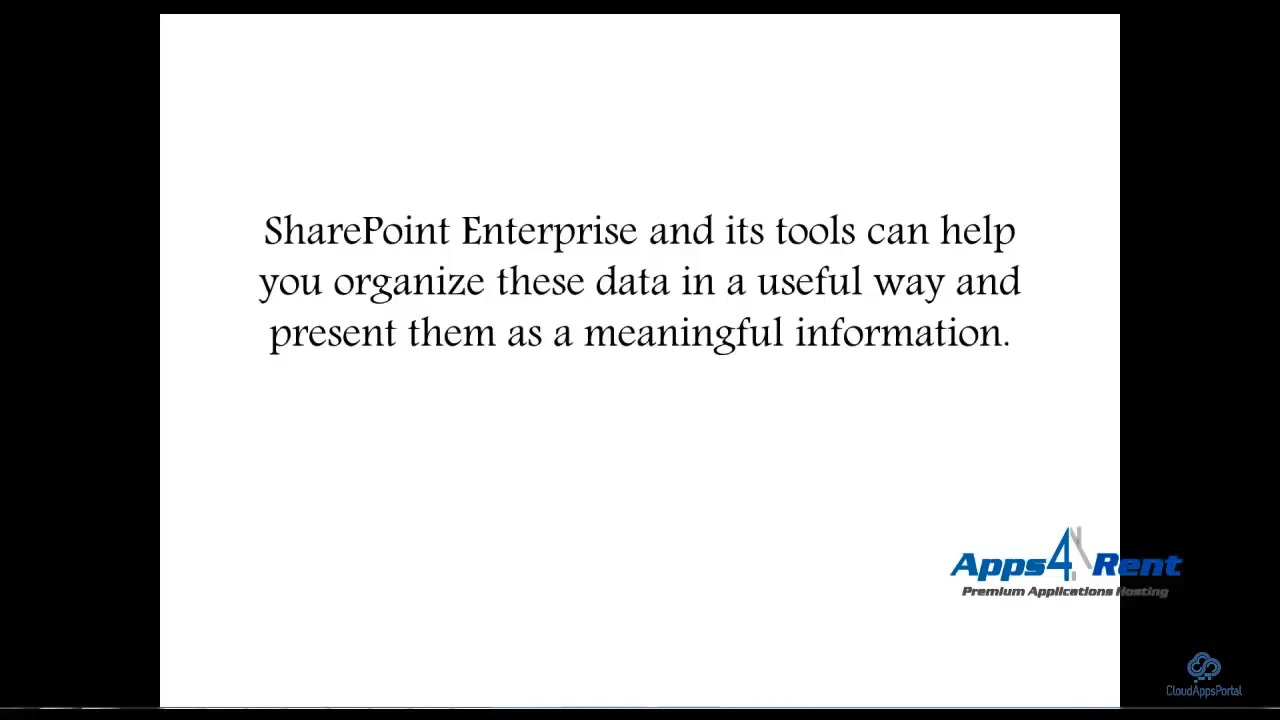 SharePoint Enterprise and its tools can help
you organize these data in a useful way and
present them as a meaningful information.
Apps4Rent
Premium Applications Hosting
CloudAppsPortal